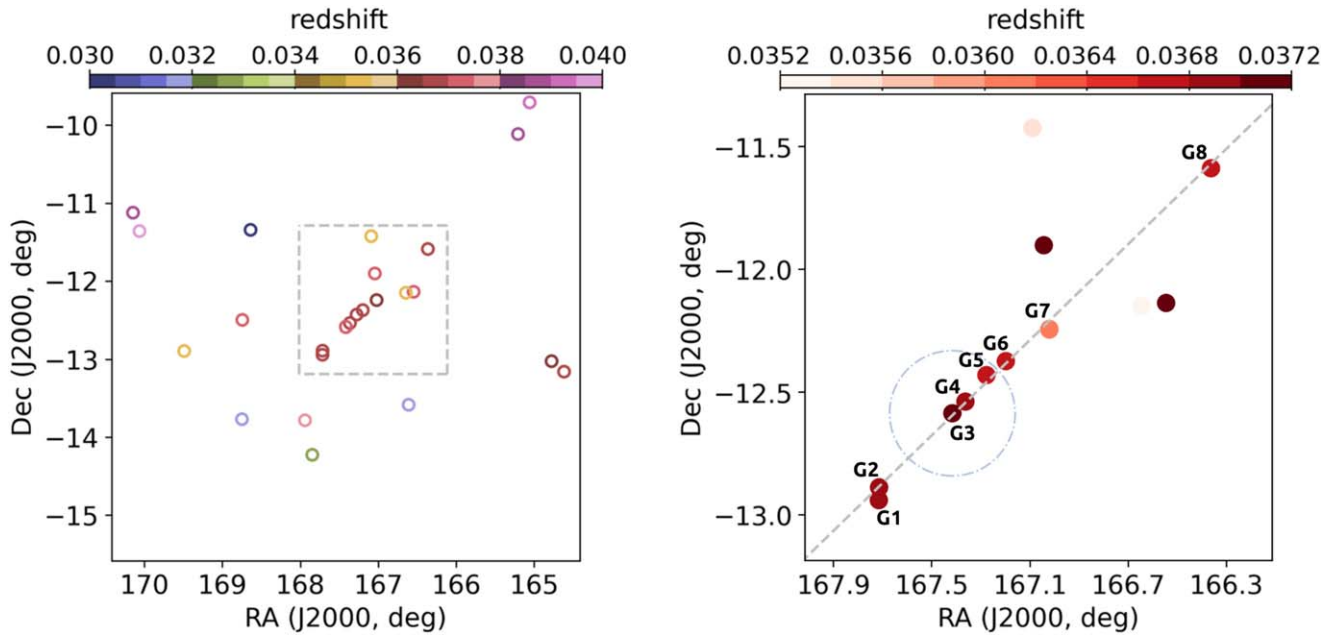 redshift
0.030 0.032 0.034 0.036 0.038 0.040
−10
−11
−12
−13
−14
−15
Dec (J2000, deg)
170 169 168 167 166 165
RA (J2000, deg)
redshift
0.0352 0.0356 0.0360 0.0364 0.0368 0.0372
−11.5
−12.0
−12.5
−13.0
Dec (J2000, deg)
G8
G7
G6
G5
G4
G3
G2
G1
167.9 167.5 167.1 166.7 166.3
RA (J2000, deg)